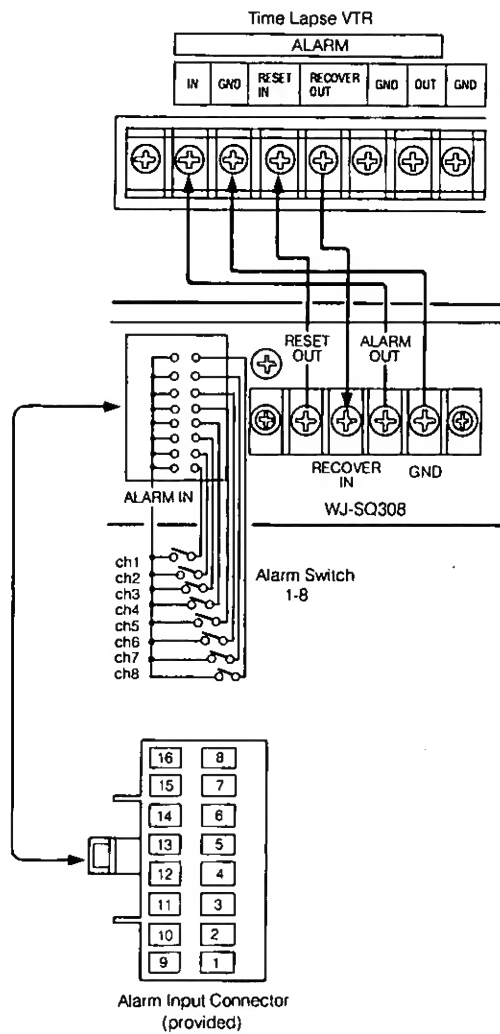 Time Lapse VTR
ALARM
IN GND RESET IN RECOVER OUT GND OUT GND
RESET OUT
ALARM OUT
RECOVER IN
GND
ALARM IN
WJ-SQ308
ch1
ch2
ch3
ch4
ch5
ch6
ch7
ch8
Alarm Switch
1-8
16 8
15 7
14 6
13 5
12 4
11 3
10 2
9 1
Alarm Input Connector
(provided)